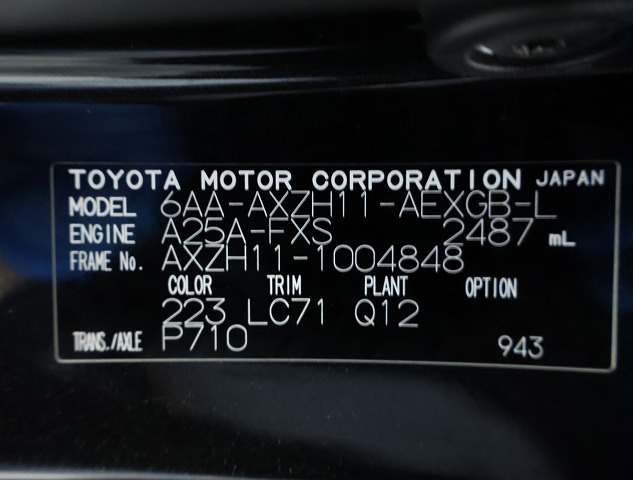 TOYOTA MOTOR CORPORATION JAPAN
MODEL 6AA-AXZH11-AEXGB-L
ENGINE A25A-FXS 2487 mL
FRAME No. AXZH11-1004848
COLOR TRIM PLANT OPTION
223 LC71 Q12
TRANS./AXLE P710 943